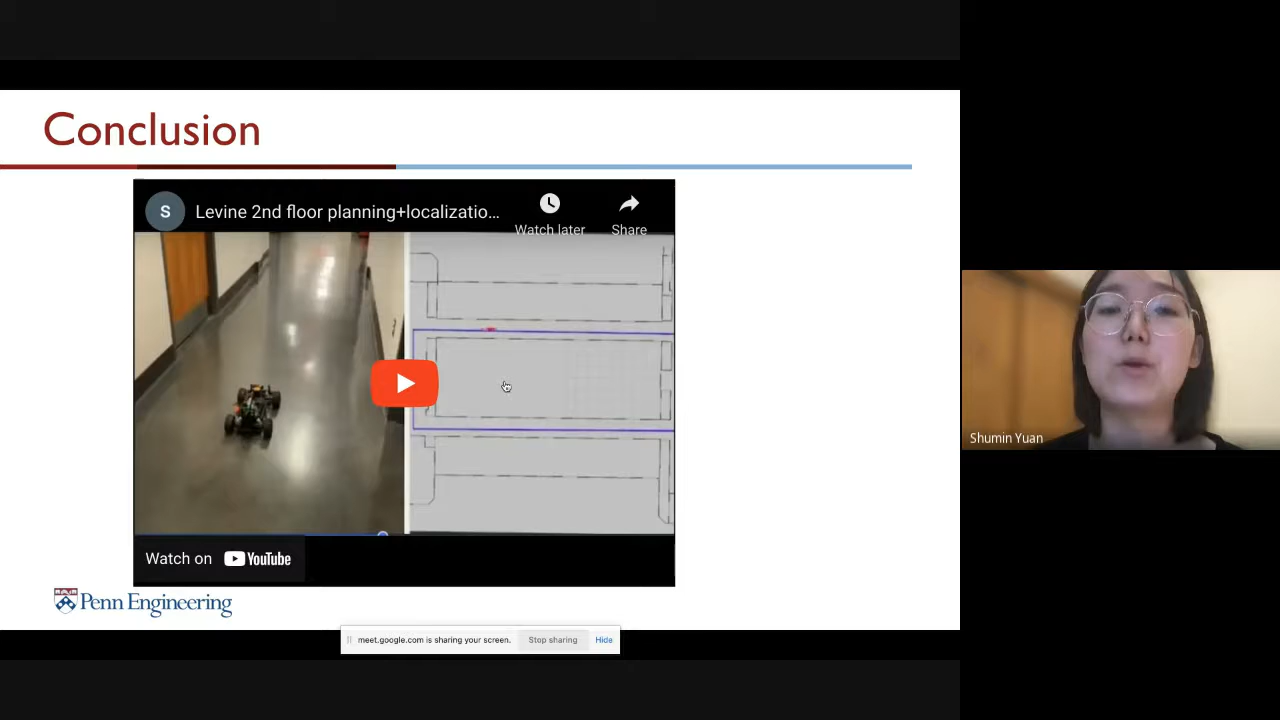 Conclusion
S
Levine 2nd floor planning+localizatio...
Watch later
Share
Watch on YouTube
Penn Engineering
meet.google.com is sharing your screen.
Stop sharing
Hide
Shumin Yuan